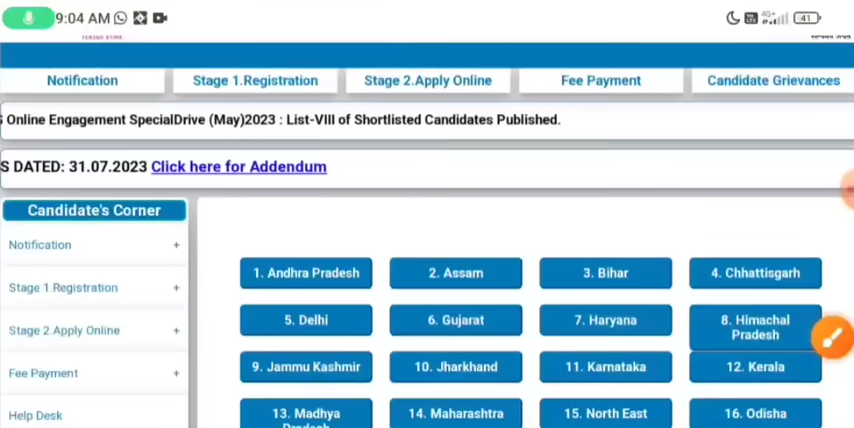 9:04 AM
4G+
41
Notification
Stage 1.Registration
Stage 2.Apply Online
Fee Payment
Candidate Grievances
Online Engagement SpecialDrive (May)2023 : List-VIII of Shortlisted Candidates Published.
S DATED: 31.07.2023 Click here for Addendum
Candidate's Corner
Notification +
Stage 1.Registration +
Stage 2.Apply Online +
Fee Payment +
Help Desk
1. Andhra Pradesh
2. Assam
3. Bihar
4. Chhattisgarh
5. Delhi
6. Gujarat
7. Haryana
8. Himachal
Pradesh
9. Jammu Kashmir
10. Jharkhand
11. Karnataka
12. Kerala
13. Madhya
Pradesh
14. Maharashtra
15. North East
16. Odisha